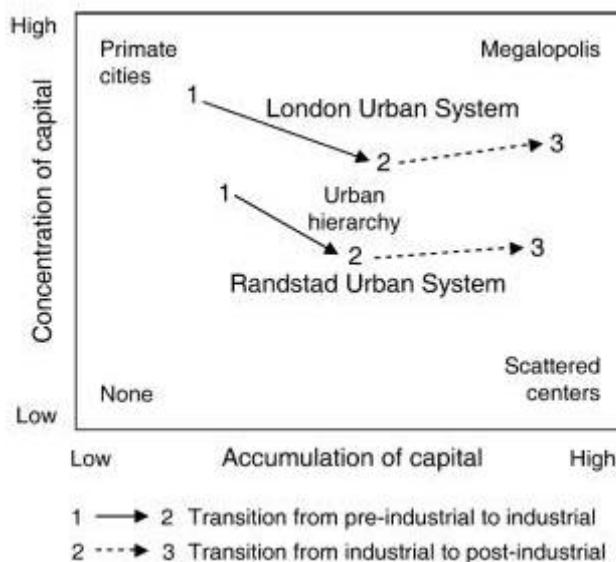 High
Primate
cities
Megalopolis
1
London Urban System
2
3
1
Urban
hierarchy
2
3
Randstad Urban System
Concentration of capital
None
Scattered
centers
Low
Low
Accumulation of capital
High
1 2 Transition from pre-industrial to industrial
2 3 Transition from industrial to post-industrial